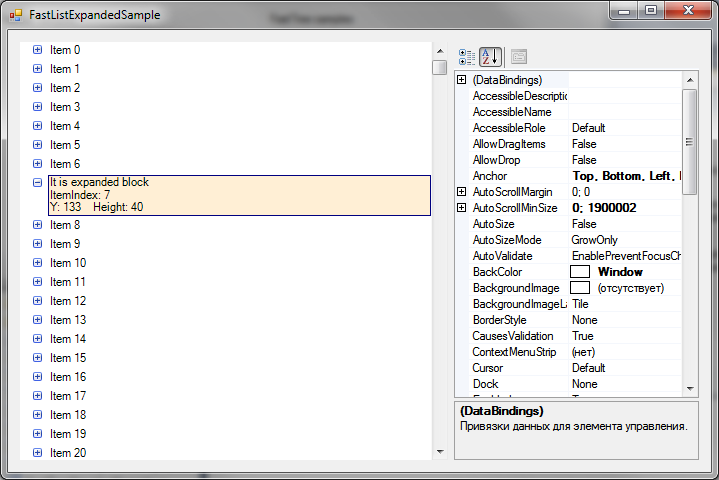 FastListExpandedSample
Item 0
Item 1
Item 2
Item 3
Item 4
Item 5
Item 6
It is expanded block
ItemIndex: 7
Y: 133 Height: 40
Item 8
Item 9
Item 10
Item 11
Item 12
Item 13
Item 14
Item 15
Item 16
Item 17
Item 18
Item 19
Item 20
(DataBindings)
AccessibleDescriptio
AccessibleName
AccessibleRole Default
AllowDragItems False
AllowDrop False
Anchor Top, Bottom, Left,
AutoScrollMargin 0; 0
AutoScrollMinSize 0; 1900002
AutoSize False
AutoSizeMode GrowOnly
AutoValidate EnablePreventFocusCh
BackColor Window
BackgroundImage (отсутствует)
BackgroundImageLa Tile
BorderStyle None
CausesValidation True
ContextMenuStrip (нет)
Cursor Default
Dock None
(DataBindings)
Привязки данных для элемента управления.